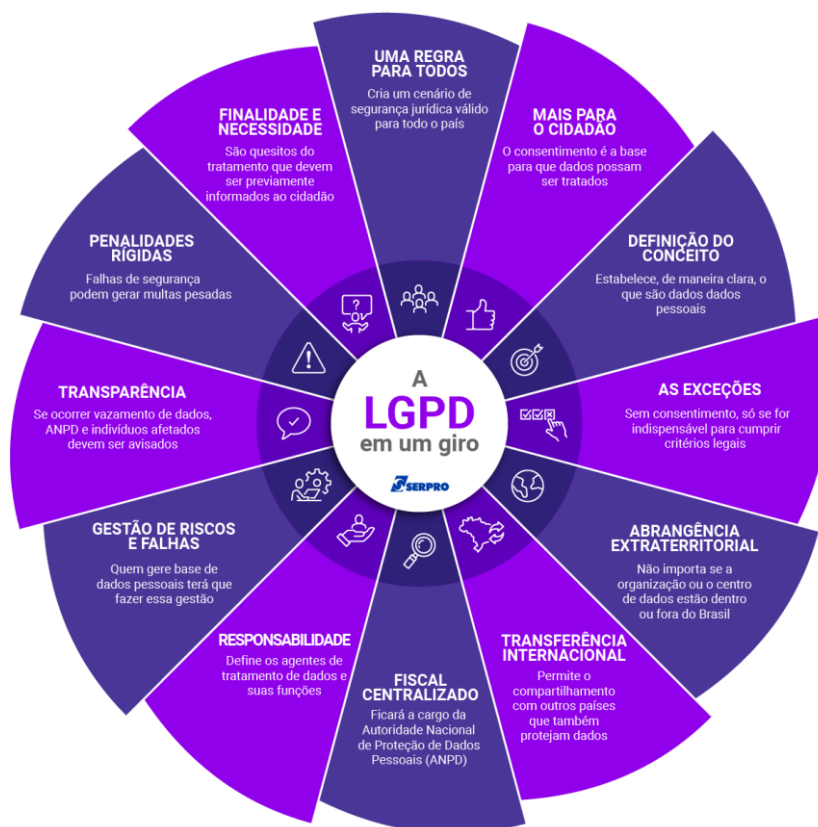 UMA REGRA
PARA TODOS
Cria um cenário de
segurança jurídica válido
para todo o país
MAIS PARA
O CIDADÃO
O consentimento é a base
para que dados possam
ser tratados
DEFINIÇÃO DO
CONCEITO
Estabelece, de maneira clara, o
que são dados dados
pessoais
AS EXCEÇÕES
Sem consentimento, só se for
indispensável para cumprir
critérios legais
ABRANGÊNCIA
EXTRATERRITORIAL
Não importa se a
organização ou o centro
de dados estão dentro
ou fora do Brasil
TRANSFERÊNCIA
INTERNACIONAL
Permite o
compartilhamento
com outros países
que também
protejam dados
FISCAL
CENTRALIZADO
Ficará a cargo da
Autoridade Nacional
de Proteção de Dados
Pessoais (ANPD)
RESPONSABILIDADE
Define os agentes de
tratamento de dados e
suas funções
GESTÃO DE RISCOS
E FALHAS
Quem gere base de
dados pessoais terá que
fazer essa gestão
TRANSPARÊNCIA
Se ocorrer vazamento de dados,
ANPD e indivíduos afetados
devem ser avisados
PENALIDADES
RÍGIDAS
Falhas de segurança
podem gerar multas pesadas
FINALIDADE E
NECESSIDADE
São quesitos do
tratamento que devem
ser previamente
informados ao cidadão
?
A
LGPD
em um giro
SERPRO